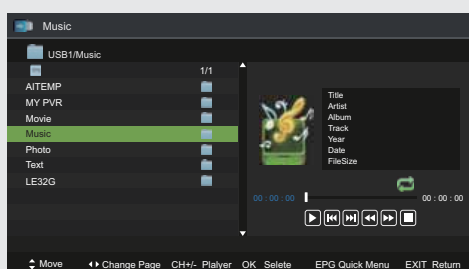 Music
USB1/Music
1/1
AITEMP
MY PVR
Movie
Music
Photo
Text
LE32G
Title
Artist
Album
Track
Year
Date
FileSize
00 : 00 : 00
00 : 00 : 00
Move Change Page CH+/- Plalyer OK Selete EPG Quick Menu EXIT Return